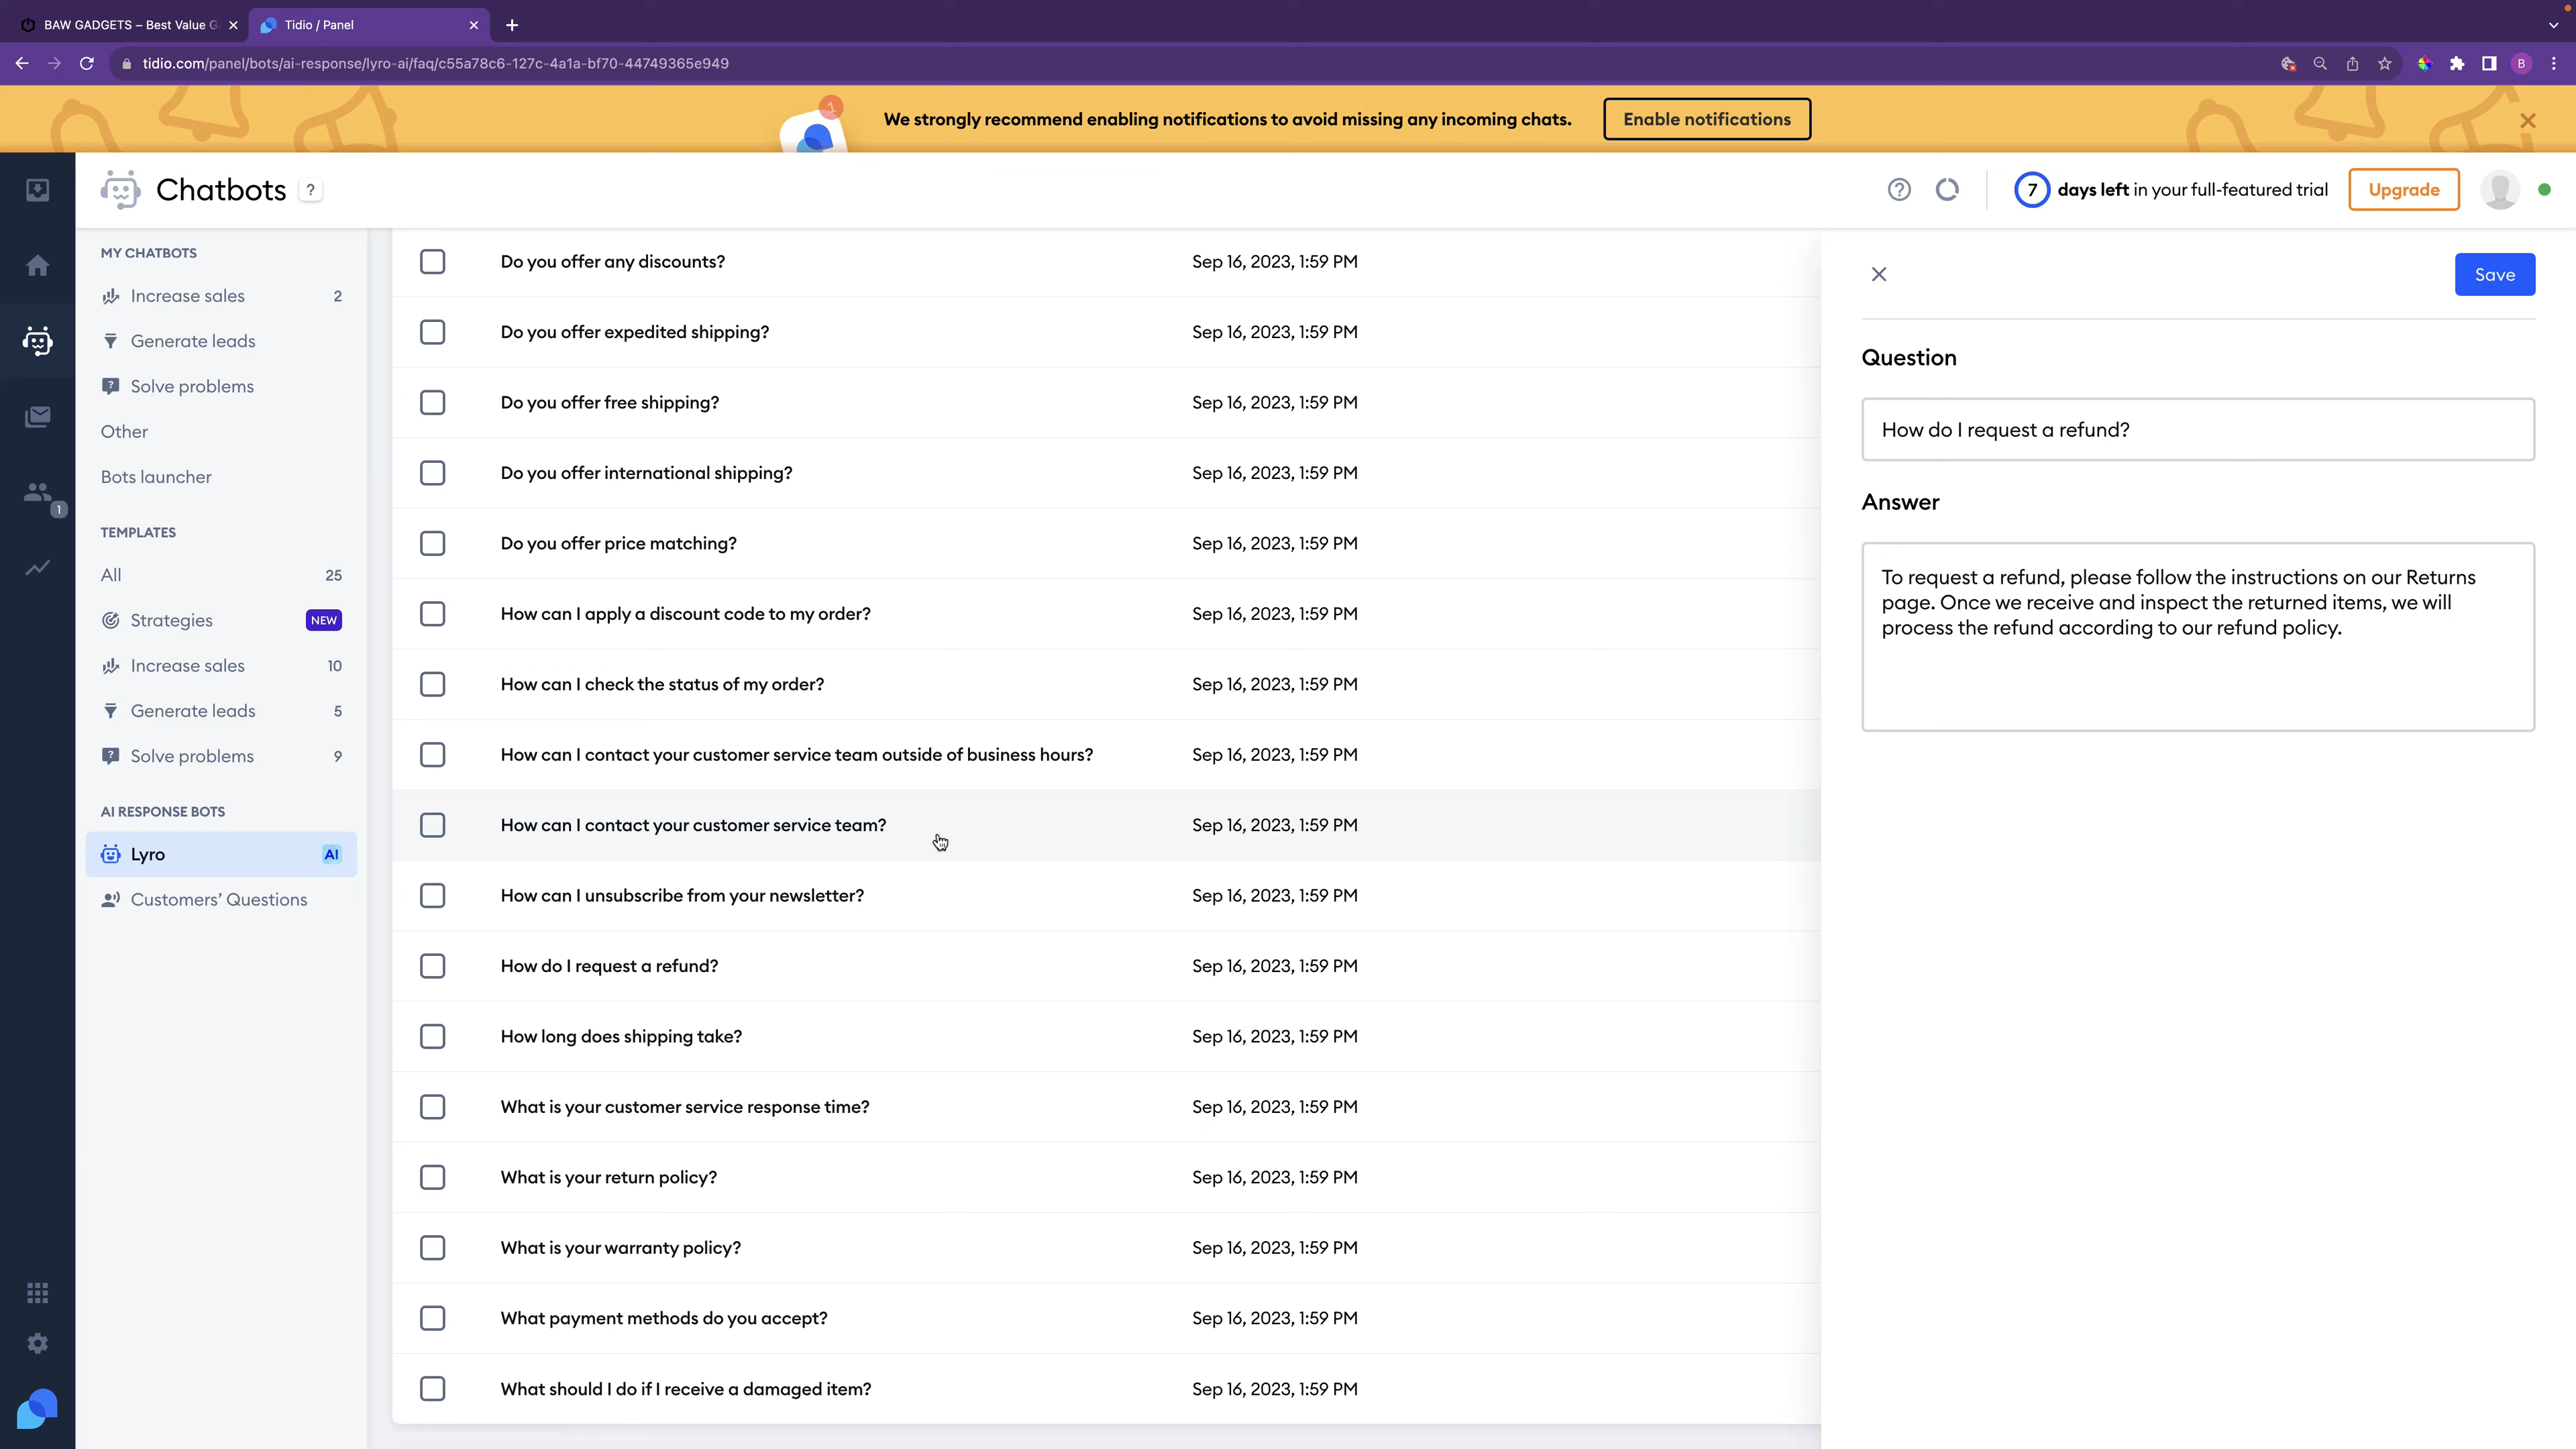 BAW GADGETS – Best Value G
Tidio / Panel
tidio.com/panel/bots/ai-response/lyro-ai/faq/c55a78c6-127c-4a1a-bf70-44749365e949
B
1
We strongly recommend enabling notifications to avoid missing any incoming chats.
Enable notifications
Chatbots
?
7
days left in your full-featured trial
Upgrade
MY CHATBOTS
Increase sales 2
Generate leads
Solve problems
Other
Bots launcher
1
TEMPLATES
All 25
Strategies NEW
Increase sales 10
Generate leads 5
Solve problems 9
AI RESPONSE BOTS
Lyro AI
Customers’ Questions
Do you offer any discounts? Sep 16, 2023, 1:59 PM
Do you offer expedited shipping? Sep 16, 2023, 1:59 PM
Do you offer free shipping? Sep 16, 2023, 1:59 PM
Do you offer international shipping? Sep 16, 2023, 1:59 PM
Do you offer price matching? Sep 16, 2023, 1:59 PM
How can I apply a discount code to my order? Sep 16, 2023, 1:59 PM
How can I check the status of my order? Sep 16, 2023, 1:59 PM
How can I contact your customer service team outside of business hours? Sep 16, 2023, 1:59 PM
How can I contact your customer service team? Sep 16, 2023, 1:59 PM
How can I unsubscribe from your newsletter? Sep 16, 2023, 1:59 PM
How do I request a refund? Sep 16, 2023, 1:59 PM
How long does shipping take? Sep 16, 2023, 1:59 PM
What is your customer service response time? Sep 16, 2023, 1:59 PM
What is your return policy? Sep 16, 2023, 1:59 PM
What is your warranty policy? Sep 16, 2023, 1:59 PM
What payment methods do you accept? Sep 16, 2023, 1:59 PM
What should I do if I receive a damaged item? Sep 16, 2023, 1:59 PM
Save
Question
How do I request a refund?
Answer
To request a refund, please follow the instructions on our Returns
page. Once we receive and inspect the returned items, we will
process the refund according to our refund policy.